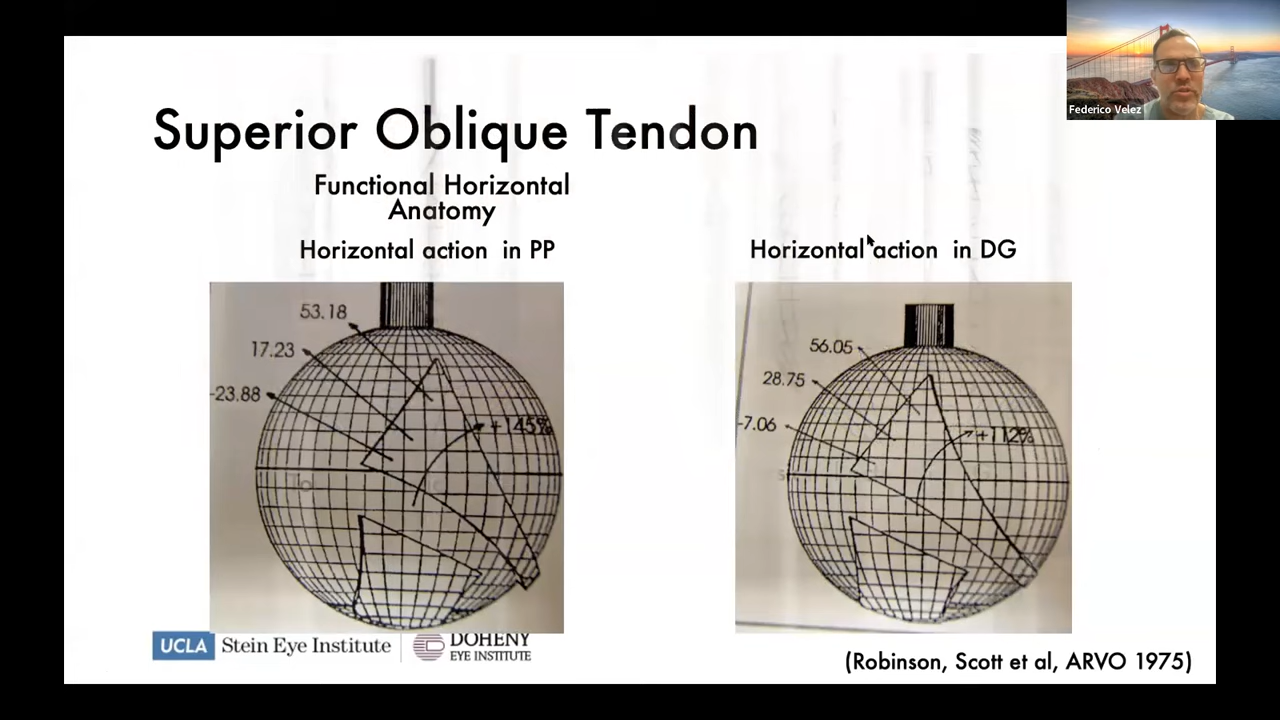 Federico Velez
Superior Oblique Tendon
Functional Horizontal
Anatomy
Horizontal action in PP
Horizontal action in DG
53.18
17.23
-23.88
+145%
56.05
28.75
-7.06
+112%
UCLA Stein Eye Institute
DOHENY
EYE INSTITUTE
(Robinson, Scott et al, ARVO 1975)